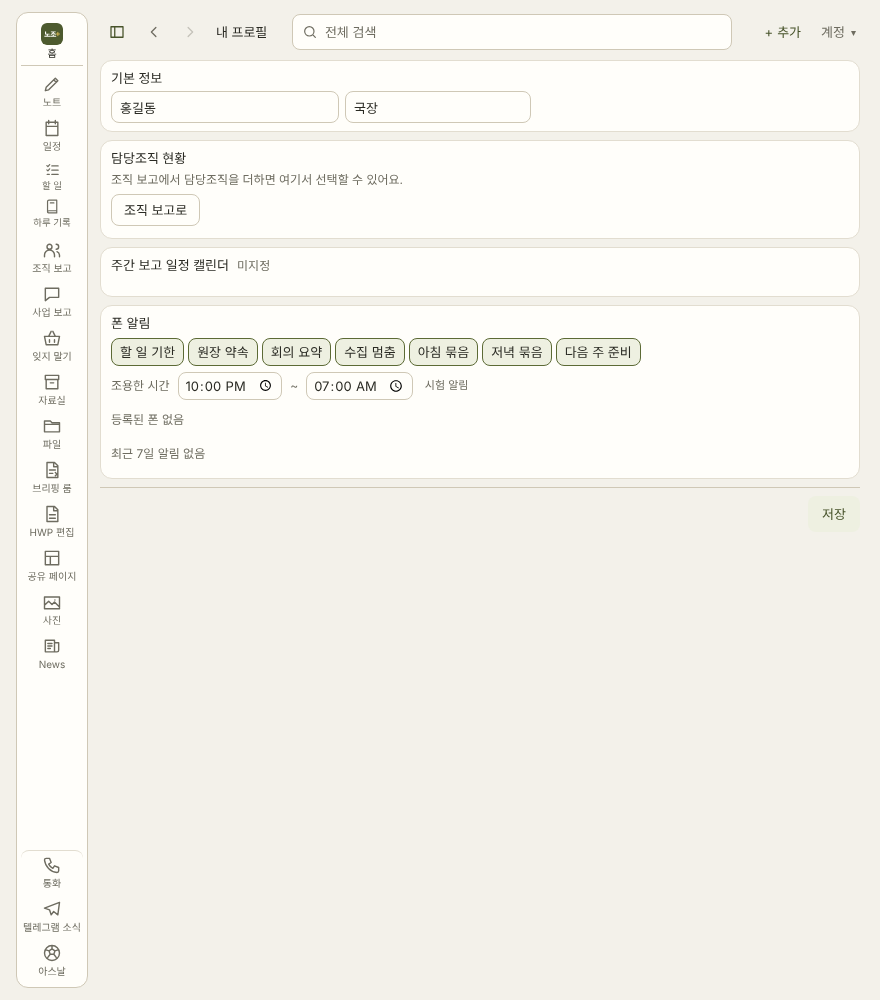 노조+
홈
노트
일정
할 일
하루 기록
조직 보고
사업 보고
잊지 말기
자료실
파일
브리핑 룸
HWP 편집
공유 페이지
사진
News
통화
텔레그램 소식
아스날
내 프로필
전체 검색
+ 추가
계정 ▾
기본 정보
홍길동
국장
담당조직 현황
조직 보고에서 담당조직을 더하면 여기서 선택할 수 있어요.
조직 보고로
주간 보고 일정 캘린더 미지정
폰 알림
할 일 기한 원장 약속 회의 요약 수집 멈춤 아침 묶음 저녁 묶음 다음 주 준비
조용한 시간 10:00 PM ~ 07:00 AM 시험 알림
등록된 폰 없음
최근 7일 알림 없음
저장